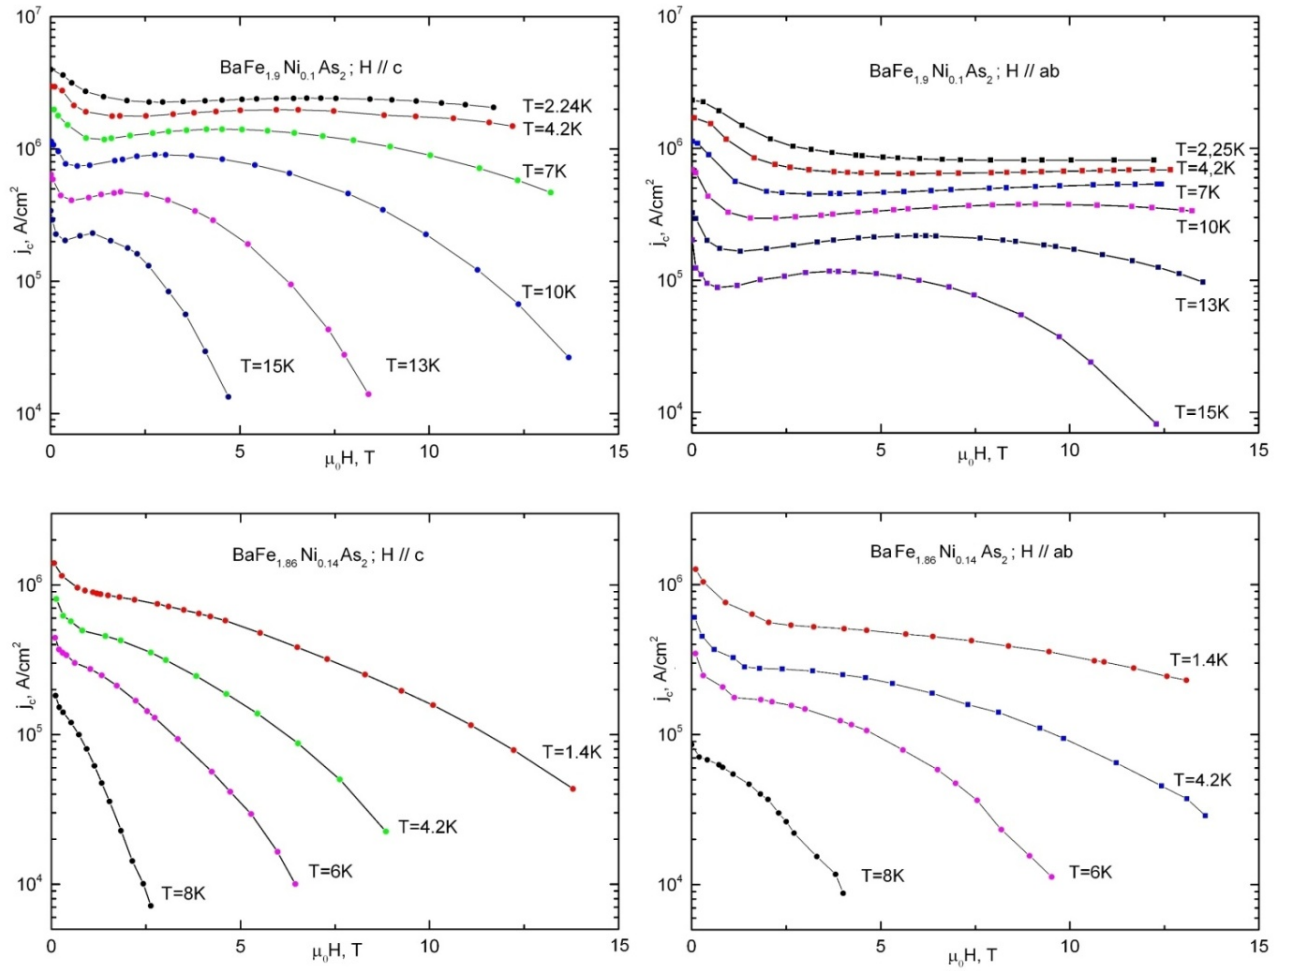 10⁷
BaFe₁.₉Ni₀.₁As₂; H // c
T=2.24K
T=4.2K
10⁶
T=7K
j꜀, A/cm²
10⁵
T=10K
T=15K
T=13K
10⁴
0 5 10 15
μ₀H, T
10⁷
BaFe₁.₉Ni₀.₁As₂; H // ab
10⁶
T=2,25K
T=4,2K
T=7K
T=10K
j꜀, A/cm²
10⁵
T=13K
10⁴
T=15K
0 5 10 15
μ₀H, T
BaFe₁.₈₆Ni₀.₁₄As₂; H // c
10⁶
j꜀, A/cm²
10⁵
T=1.4K
T=4.2K
T=6K
10⁴
T=8K
0 5 10 15
μ₀H, T
BaFe₁.₈₆Ni₀.₁₄As₂; H // ab
10⁶
T=1.4K
j꜀, A/cm²
10⁵
T=4.2K
10⁴
T=8K
T=6K
0 5 10 15
μ₀H, T